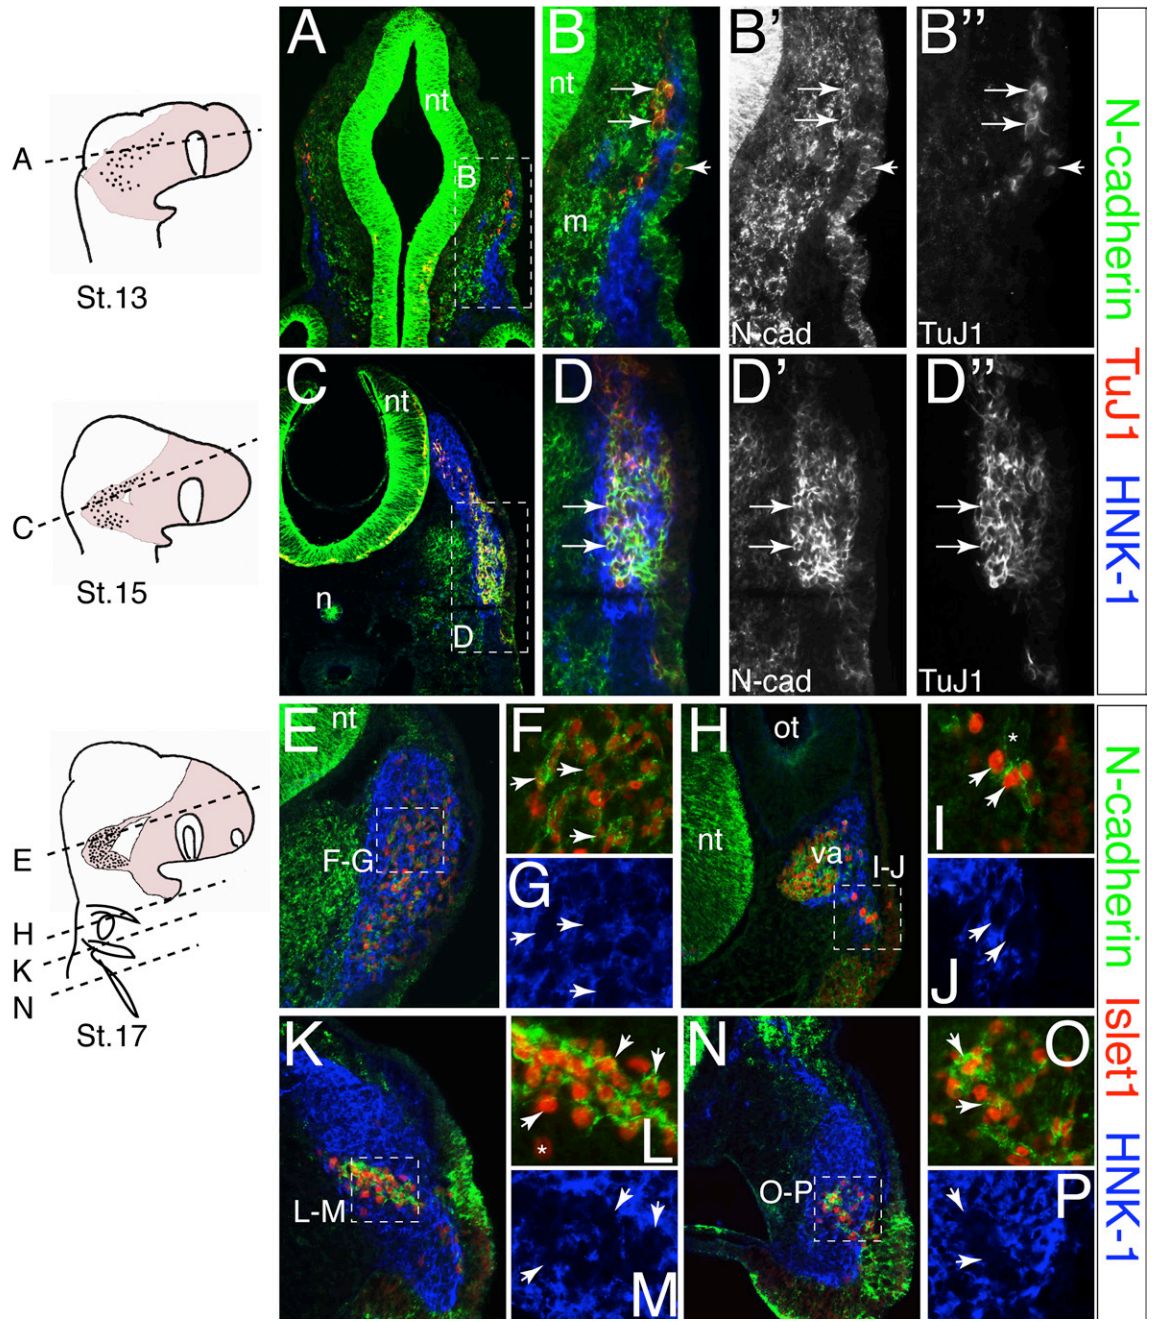 A
St.13
A
nt
B
B
nt
m
B’
N-cad
B’’
TuJ1
C
St.15
C
nt
n
D
D
D’
N-cad
D’’
TuJ1
N-cadherin TuJ1 HNK-1
E
H
K
N
St.17
E
nt
F-G
F
G
H
ot
nt
va
I-J
*
I
J
K
L-M
*
L
M
N
O-P
O
P
N-cadherin Islet1 HNK-1